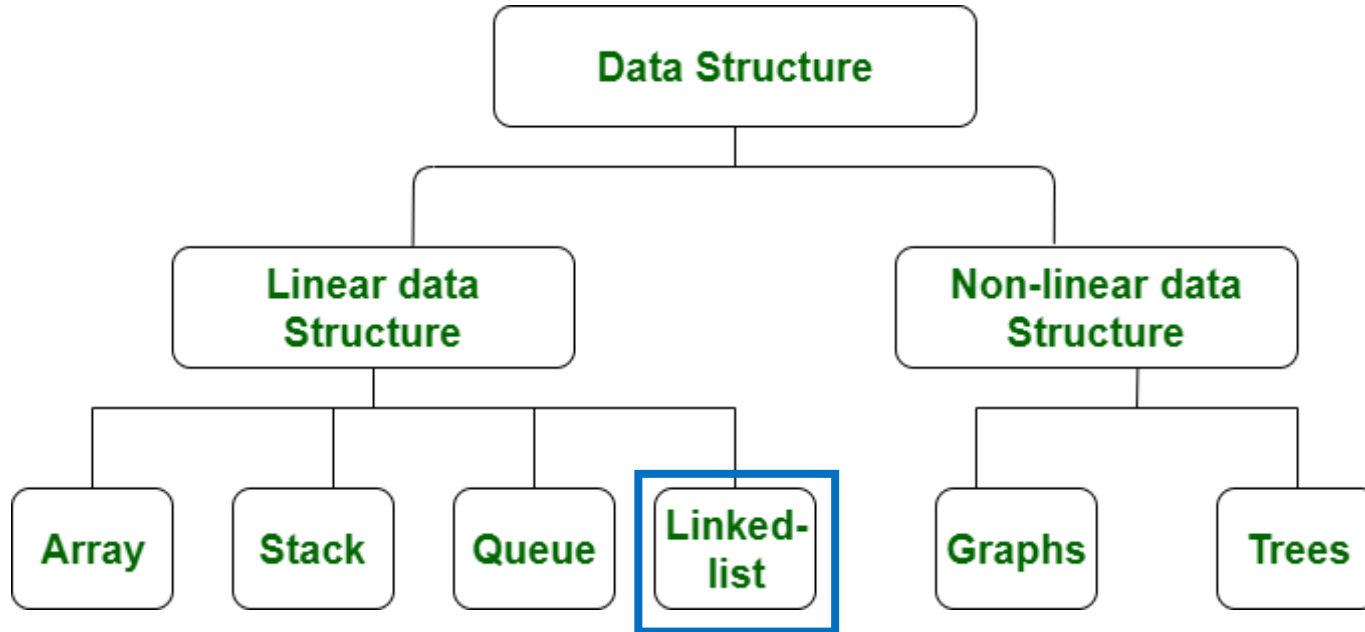 Data Structure
Linear data
Structure
Non-linear data
Structure
Array
Stack
Queue
Linked-
list
Graphs
Trees